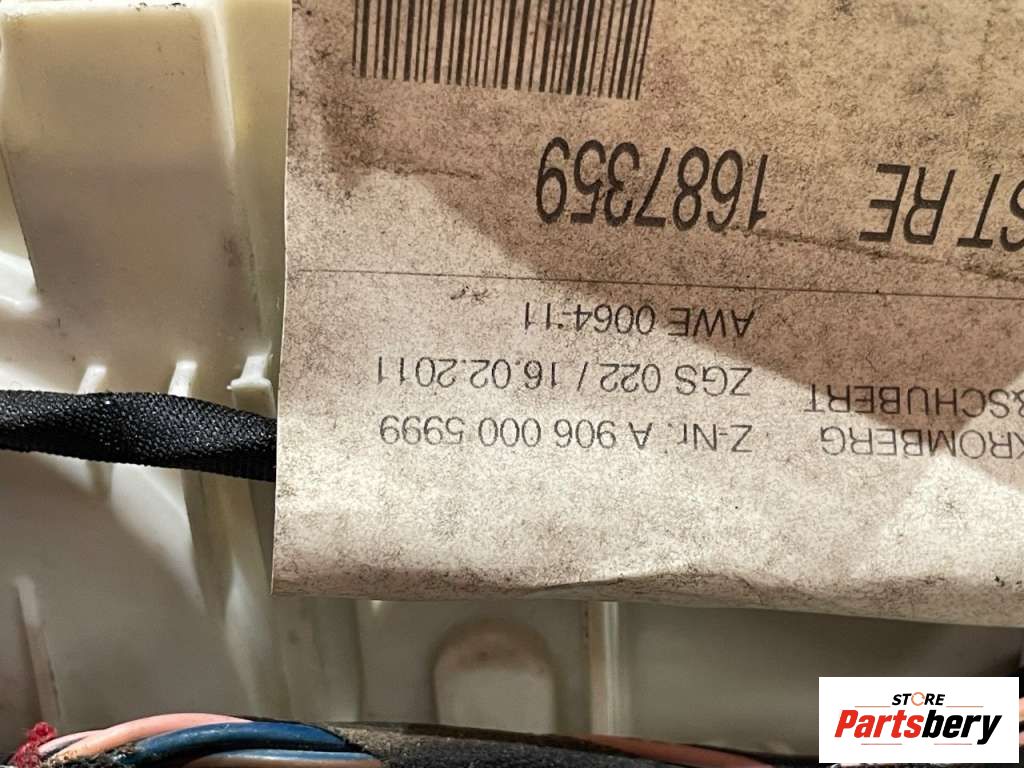 KROMBERG Z-Nr. A 906 000 5999
&SCHUBERT ZGS 022 / 16.02.2011
AWE 0064-'11
ST RE 1687359
STORE
Partsbery